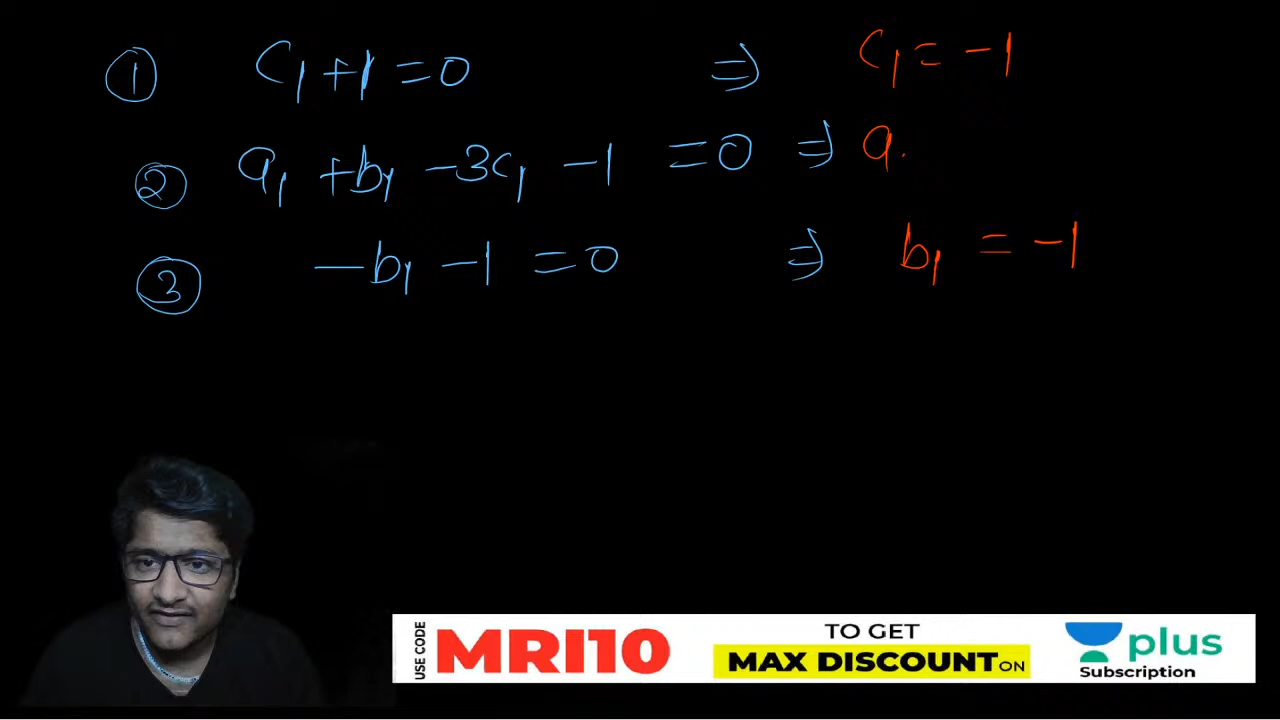 ① c₁ + 1 = 0 ⇒ c₁ = -1
② a₁ + b₁ - 3c₁ - 1 = 0 ⇒ a.
③ - b₁ - 1 = 0 ⇒ b₁ = -1
USE CODE MRI10 TO GET MAX DISCOUNT ON plus Subscription